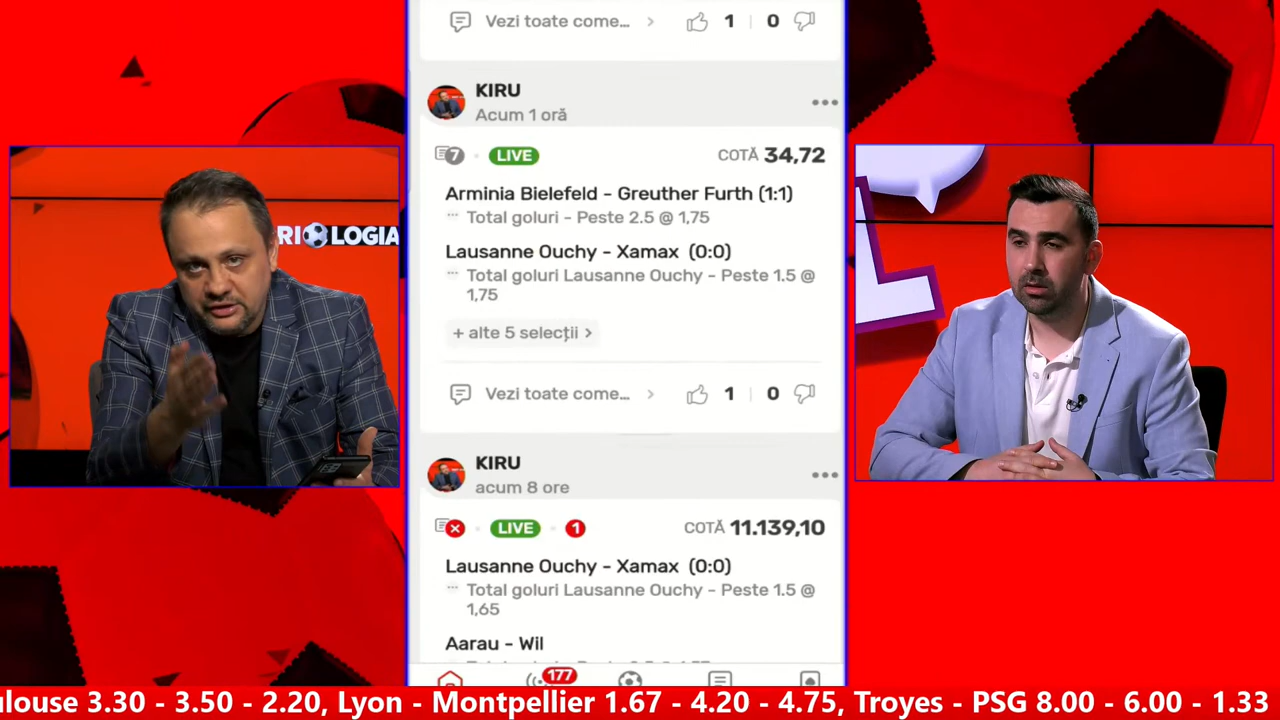 Vezi toate come... > 1 0
KIRU
Acum 1 oră
7 LIVE COTĂ 34,72
Arminia Bielefeld - Greuther Furth (1:1)
Total goluri - Peste 2.5 @ 1,75
Lausanne Ouchy - Xamax (0:0)
Total goluri Lausanne Ouchy - Peste 1.5 @
1,75
+ alte 5 selecții >
Vezi toate come... > 1 0
KIRU
acum 8 ore
LIVE 1 COTĂ 11.139,10
Lausanne Ouchy - Xamax (0:0)
Total goluri Lausanne Ouchy - Peste 1.5 @
1,65
Aarau - Wil
177
RI LOGIA
ulouse 3.30 - 3.50 - 2.20, Lyon - Montpellier 1.67 - 4.20 - 4.75, Troyes - PSG 8.00 - 6.00 - 1.33